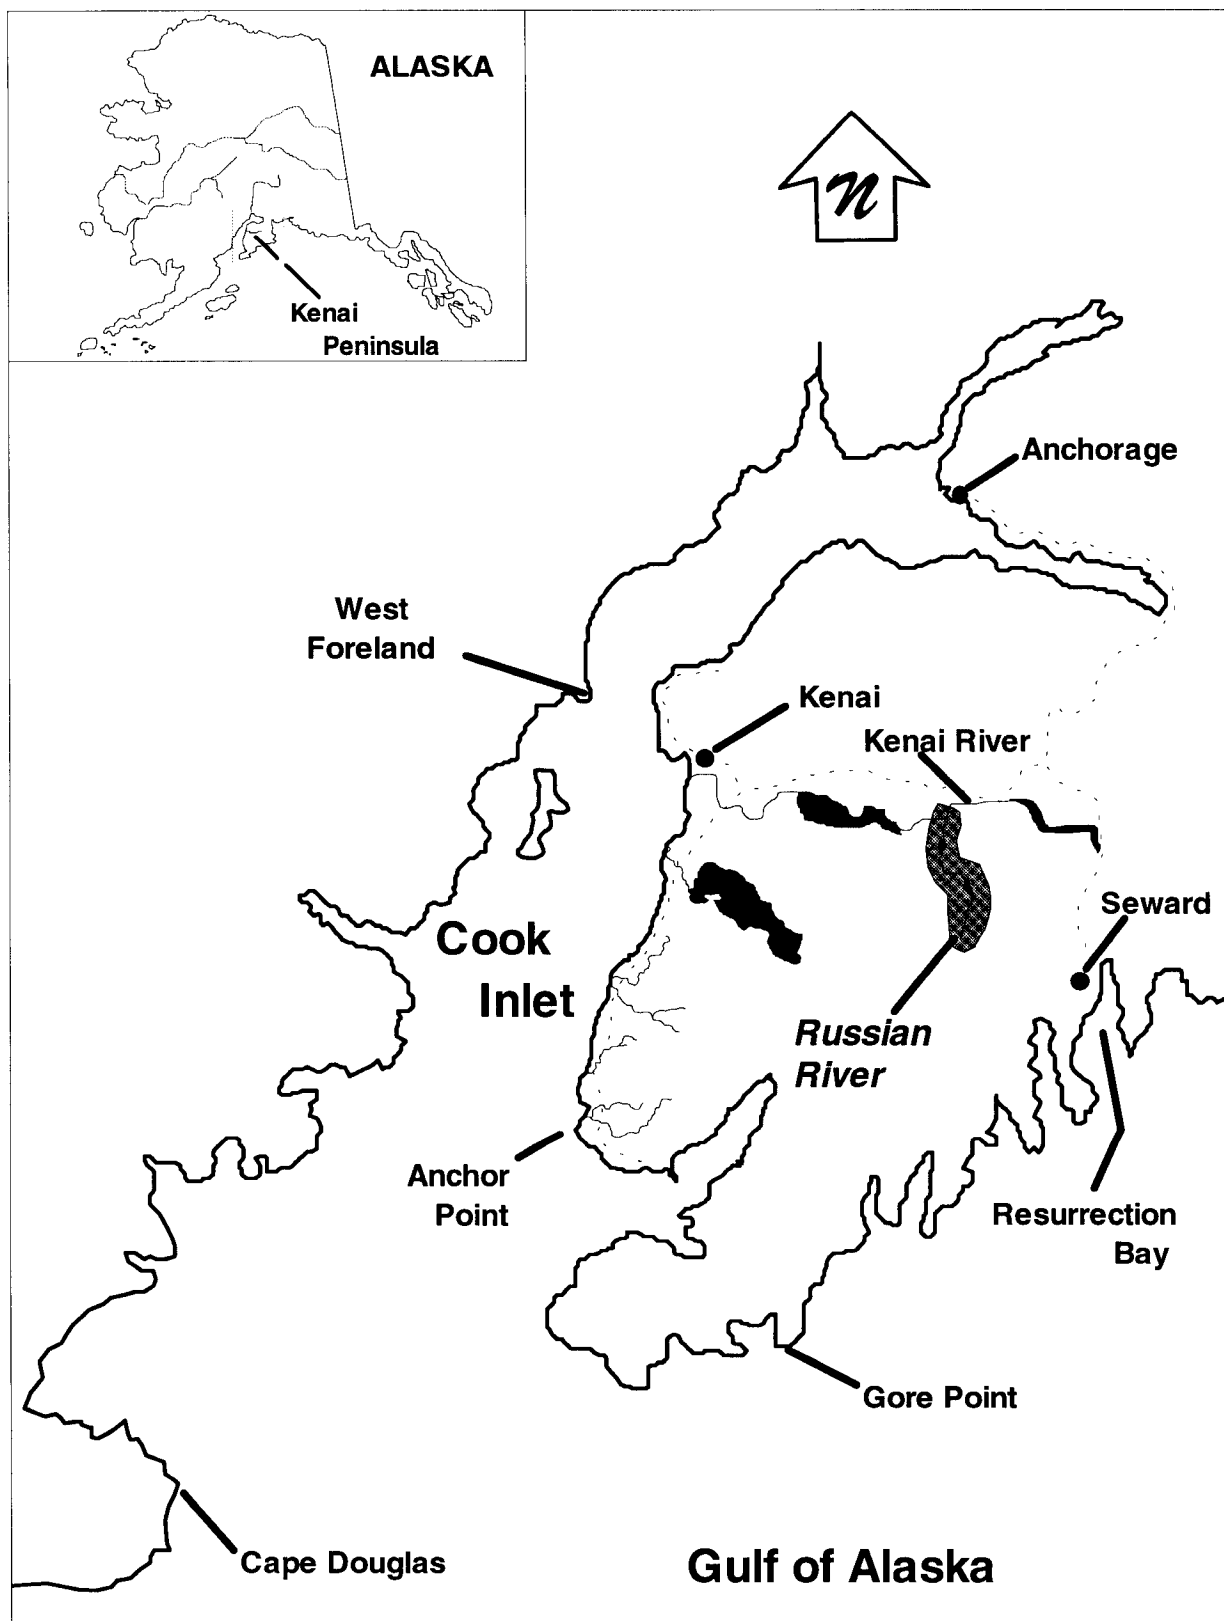 ALASKA
Kenai
Peninsula
n
Anchorage
West
Foreland
Kenai
Kenai River
Seward
Cook
Inlet
Russian
River
Anchor
Point
Resurrection
Bay
Gore Point
Cape Douglas
Gulf of Alaska